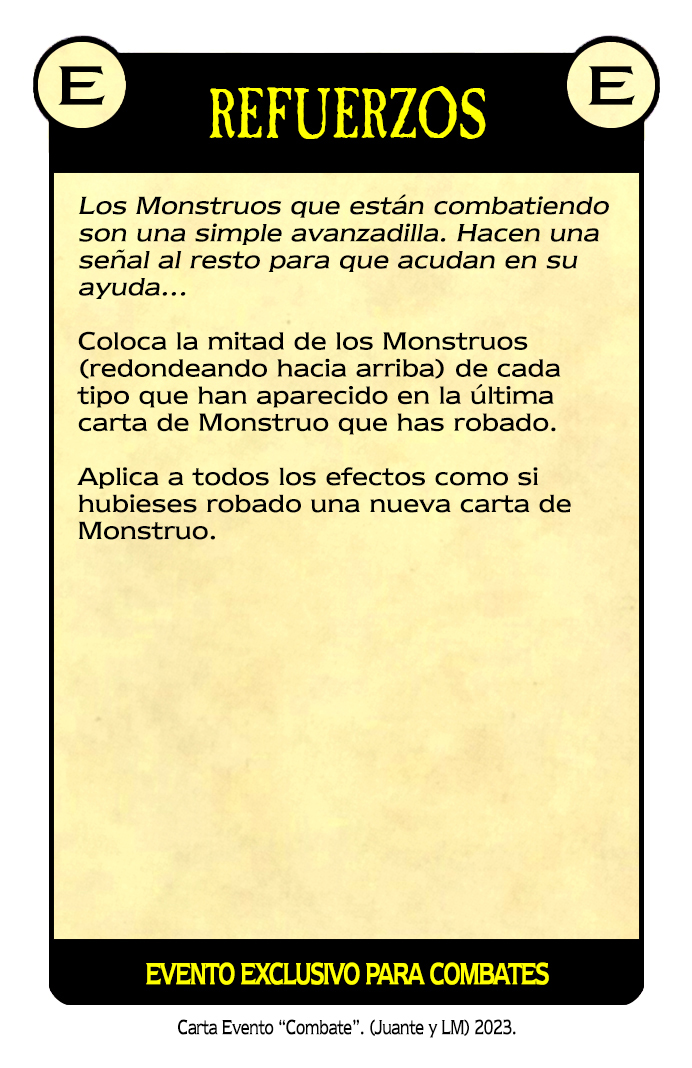 E
REFUERZOS
E
Los Monstruos que están combatiendo
son una simple avanzadilla. Hacen una
señal al resto para que acudan en su
ayuda...
Coloca la mitad de los Monstruos
(redondeando hacia arriba) de cada
tipo que han aparecido en la última
carta de Monstruo que has robado.
Aplica a todos los efectos como si
hubieses robado una nueva carta de
Monstruo.
EVENTO EXCLUSIVO PARA COMBATES
Carta Evento “Combate”. (Juante y LM) 2023.